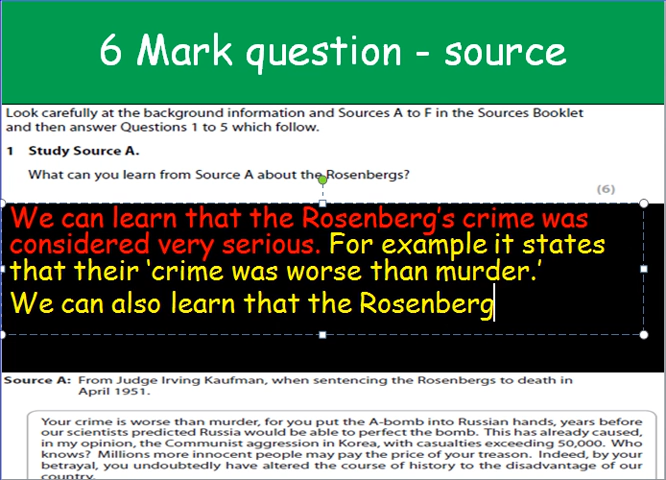 6 Mark question - source
Look carefully at the background information and Sources A to F in the Sources Booklet
and then answer Questions 1 to 5 which follow.
1 Study Source A.
What can you learn from Source A about the Rosenbergs?
(6)
We can learn that the Rosenberg’s crime was
considered very serious. For example it states
that their ‘crime was worse than murder.’
We can also learn that the Rosenberg
Source A: From Judge Irving Kaufman, when sentencing the Rosenbergs to death in
April 1951.
Your crime is worse than murder, for you put the A-bomb into Russian hands, years before
our scientists predicted Russia would be able to perfect the bomb. This has already caused,
in my opinion, the Communist aggression in Korea, with casualties exceeding 50,000. Who
knows? Millions more innocent people may pay the price of your treason. Indeed, by your
betrayal, you undoubtedly have altered the course of history to the disadvantage of our
country.